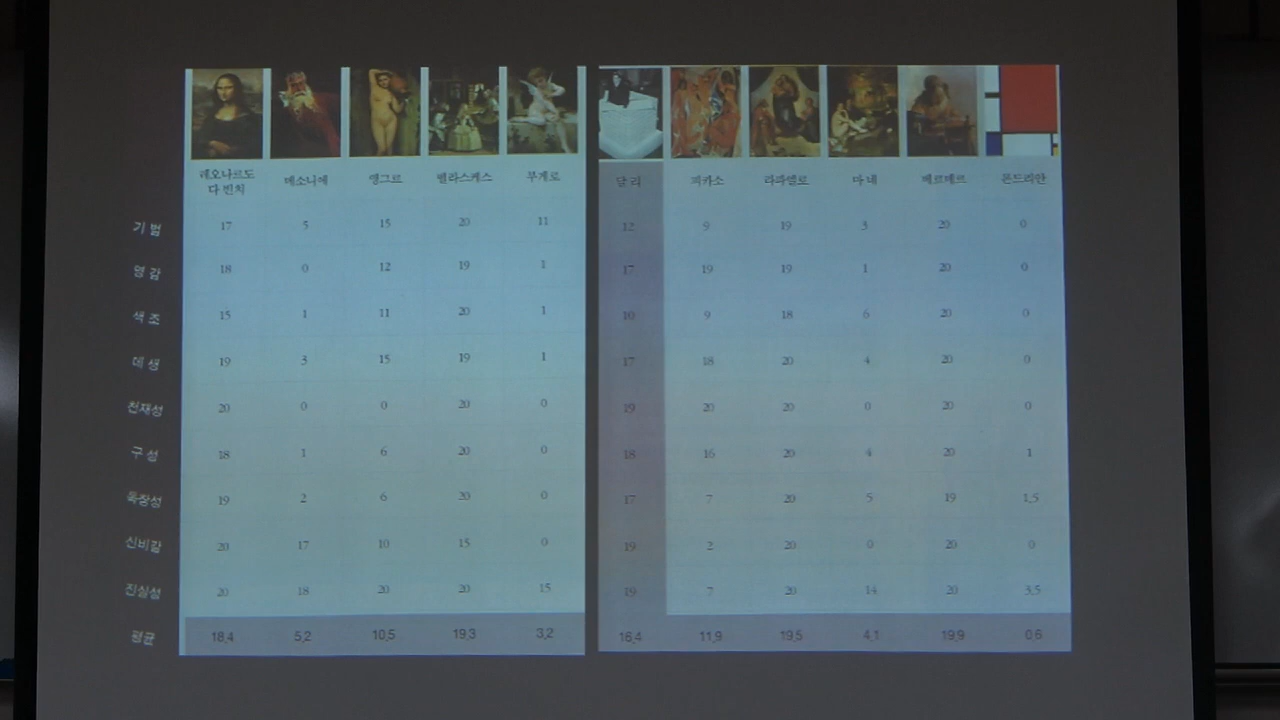 레오나르도 다 빈치 메소니에 앵그르 벨라스케스 부게로 달리 피카소 라파엘로 마네 베르메르 몬드리안
기법 17 5 15 20 11 12 9 19 3 20 0
영감 18 0 12 19 1 17 19 19 1 20 0
색조 15 1 11 20 1 10 9 18 6 20 0
데생 19 3 15 19 1 17 18 20 4 20 0
천재성 20 0 0 20 0 19 20 20 0 20 0
구성 18 1 6 20 0 18 16 20 4 20 1
독창성 19 2 6 20 0 17 7 20 5 19 1,5
신비감 20 17 10 15 0 19 2 20 0 20 0
진실성 20 18 20 20 15 19 7 20 14 20 3,5
평균 18,4 5,2 10,5 19,3 3,2 16,4 11,9 19,5 4,1 19,9 0,6